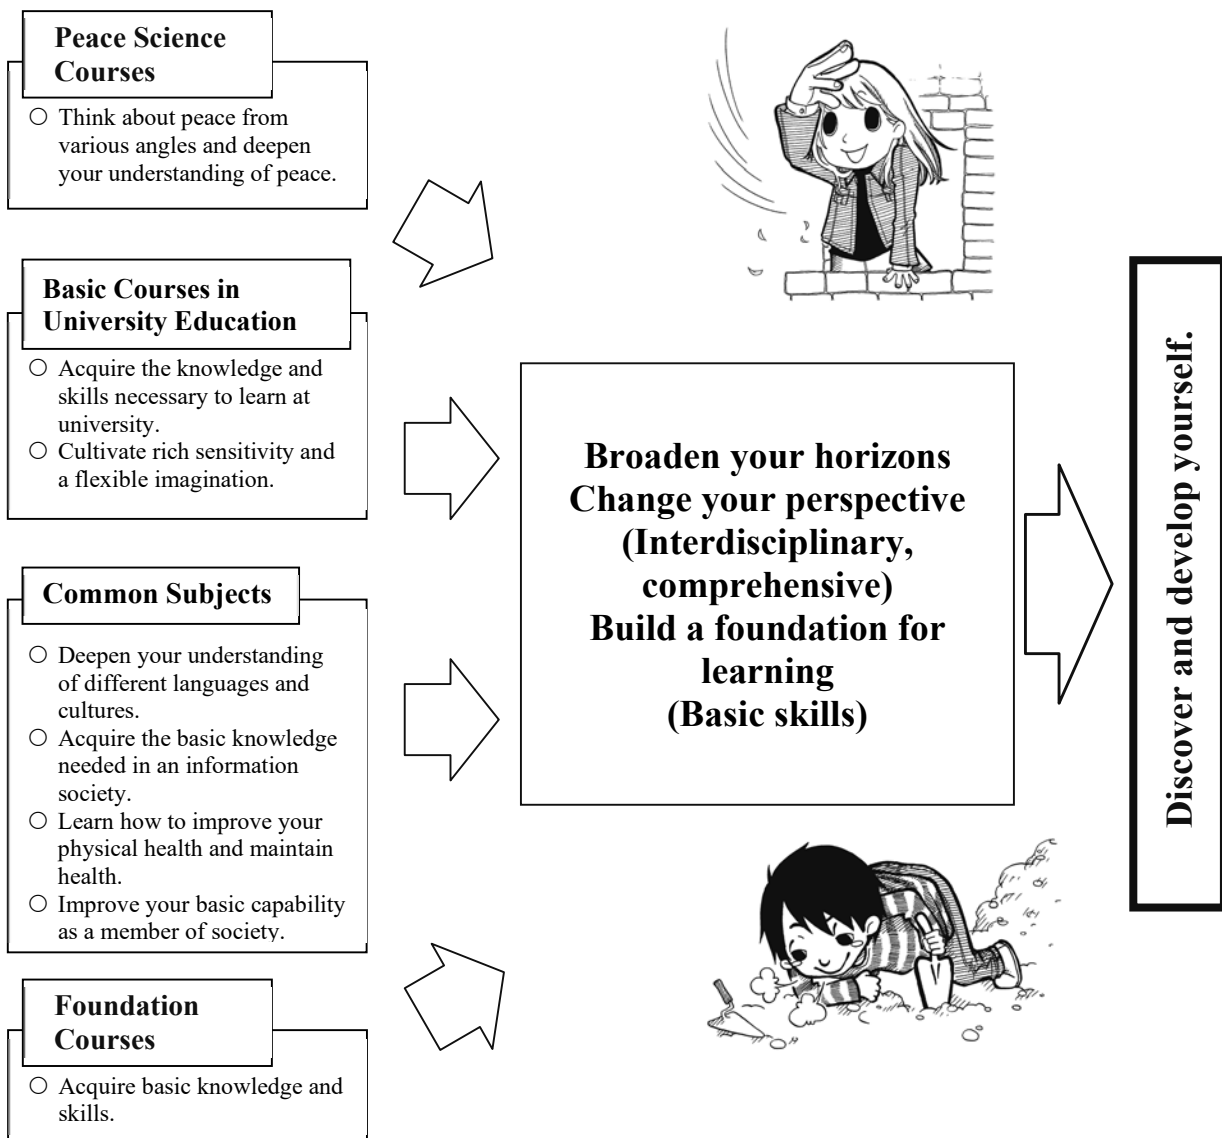 Peace Science
Courses
○ Think about peace from
various angles and deepen
your understanding of peace.
Basic Courses in
University Education
○ Acquire the knowledge and
skills necessary to learn at
university.
○ Cultivate rich sensitivity and
a flexible imagination.
Common Subjects
○ Deepen your understanding
of different languages and
cultures.
○ Acquire the basic knowledge
needed in an information
society.
○ Learn how to improve your
physical health and maintain
health.
○ Improve your basic capability
as a member of society.
Foundation
Courses
○ Acquire basic knowledge and
skills.
Broaden your horizons
Change your perspective
(Interdisciplinary,
comprehensive)
Build a foundation for
learning
(Basic skills)
Discover and develop yourself.